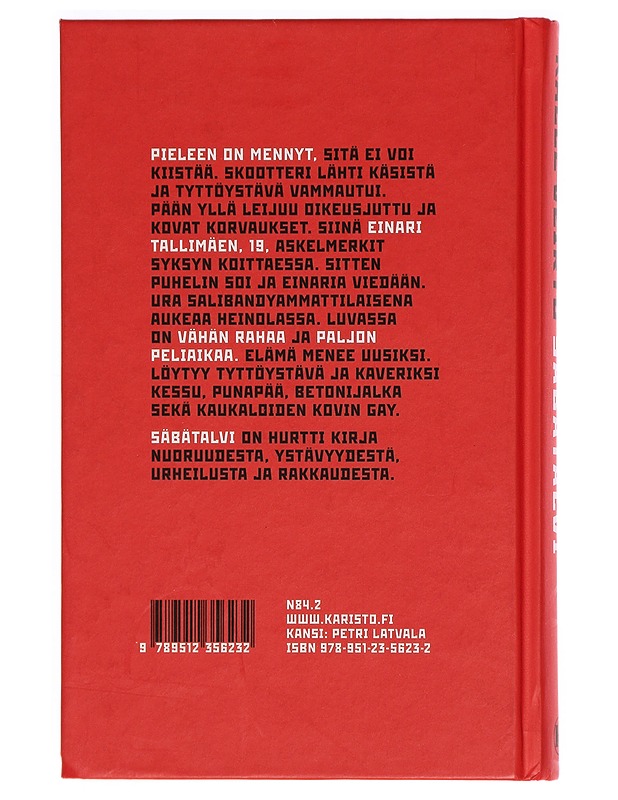 PIELEEN ON MENNYT, SITÄ EI VOI
KIISTÄÄ. SKOOTTERI LÄHTI KÄSISTÄ
JA TYTTÖYSTÄVÄ VAMMAUTUI.
PÄÄN YLLÄ LEIJUU OIKEUSJUTTU JA
KOVAT KORVAUKSET. SIINÄ EINARI
TALLIMÄEN, 19, ASKELMERKIT
SYKSYN KOITTAESSA. SITTEN
PUHELIN SOI JA EINARIA VIEDÄÄN.
URA SALIBANDYAMMATTILAISENA
AUKEAA HEINOLASSA. LUVASSA
ON VÄHÄN RAHAA JA PALJON
PELIAIKAA. ELÄMÄ MENEE UUSIKSI.
LÖYTYY TYTTÖYSTÄVÄ JA KAVERIKSI
KESSU, PUNAPÄÄ, BETONIJALKA
SEKÄ KAUKALOIDEN KOVIN GAY.
SÄBÄTALVI ON HURTTI KIRJA
NUORUUDESTA, YSTÄVYYDESTÄ,
URHEILUSTA JA RAKKAUDESTA.
N84.2
WWW.KARISTO.FI
KANSI: PETRI LATVALA
ISBN 978-951-23-5623-2
9 789512 356232
SÄBÄTALVI